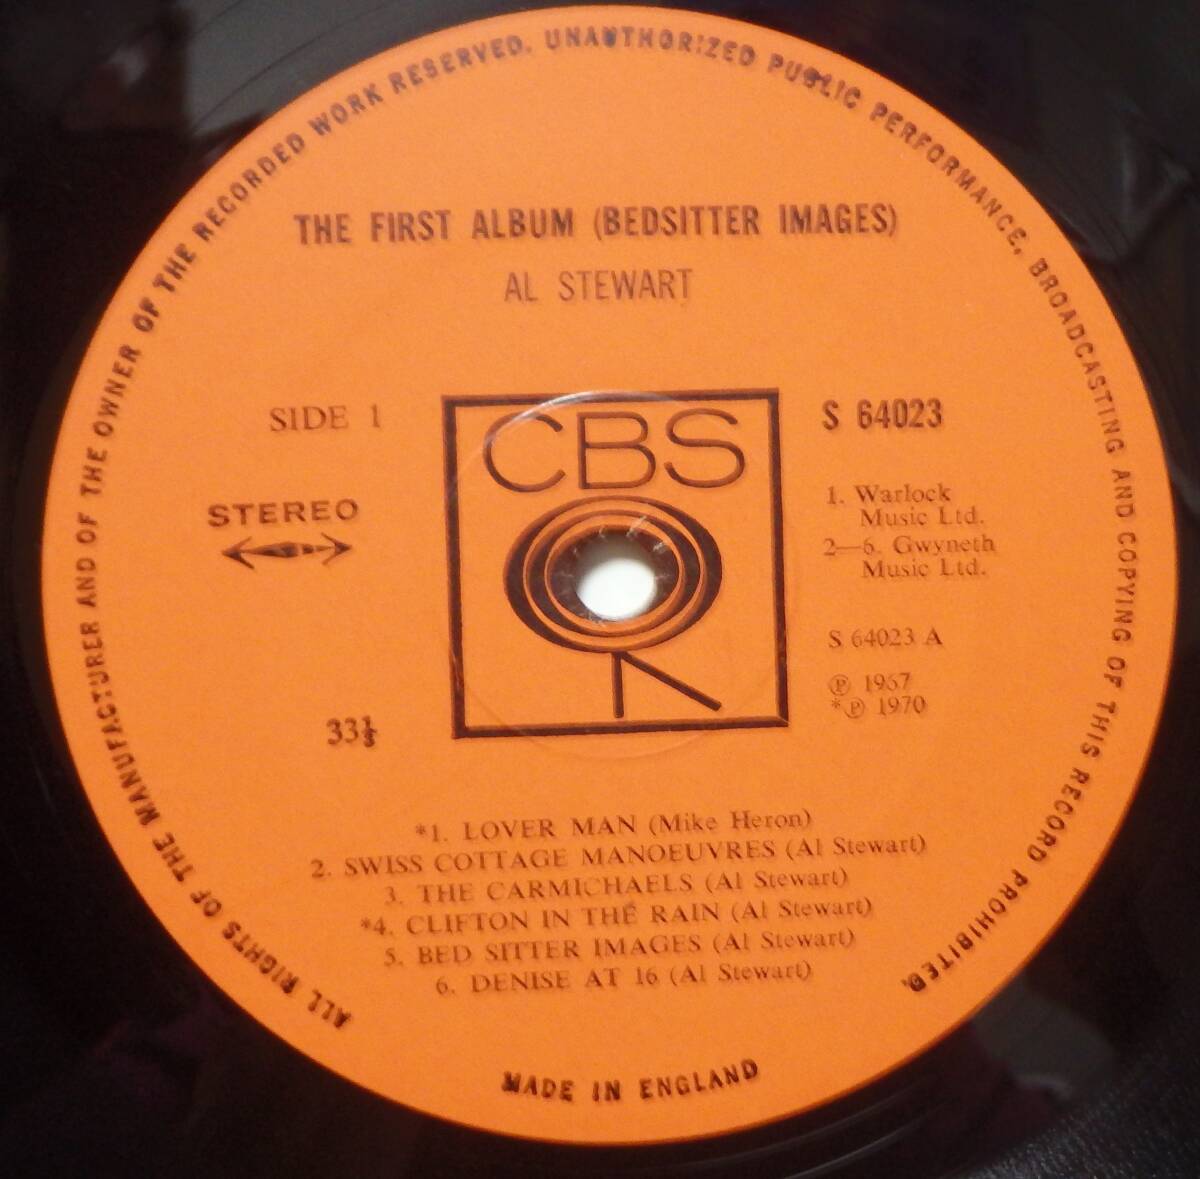 ALL RIGHTS OF THE MANUFACTURER AND OF THE OWNER OF THE RECORDED WORK RESERVED. UNAUTHORIZED PUBLIC PERFORMANCE, BROADCASTING AND COPYING OF THIS RECORD PROHIBITED.
THE FIRST ALBUM (BEDSITTER IMAGES)
AL STEWART
SIDE 1
STEREO
33⅓
CBS
S 64023
1. Warlock
Music Ltd.
2—6. Gwyneth
Music Ltd.
S 64023 A
℗ 1967
*℗ 1970
*1. LOVER MAN (Mike Heron)
2. SWISS COTTAGE MANOEUVRES (Al Stewart)
3. THE CARMICHAELS (Al Stewart)
*4. CLIFTON IN THE RAIN (Al Stewart)
5. BED SITTER IMAGES (Al Stewart)
6. DENISE AT 16 (Al Stewart)
MADE IN ENGLAND